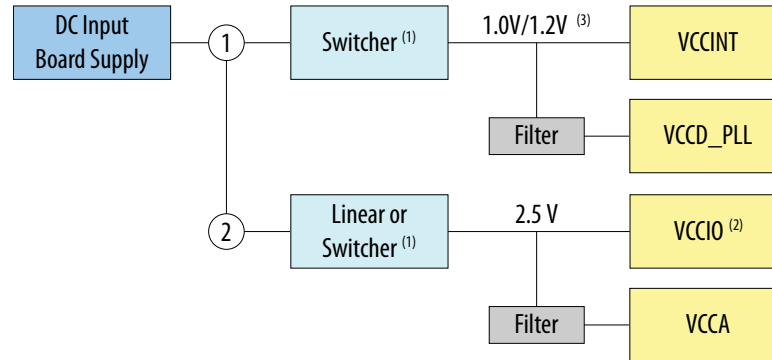 DC Input
Board Supply
1
Switcher (1)
1.0V/1.2V (3)
VCCINT
Filter
VCCD_PLL
2
Linear or
Switcher (1)
2.5 V
VCCIO (2)
Filter
VCCA